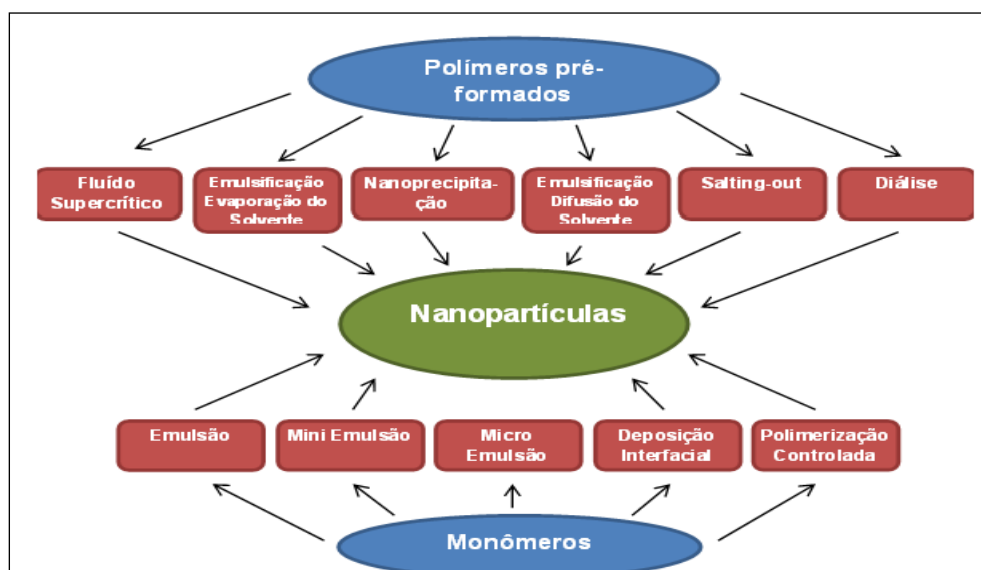 Polímeros pré-
formados
Fluído
Supercrítico
Emulsificação
Evaporação do
Solvente
Nanoprecipita-
ção
Emulsificação
Difusão do
Solvente
Salting-out
Diálise
Nanopartículas
Emulsão
Mini Emulsão
Micro
Emulsão
Deposição
Interfacial
Polimerização
Controlada
Monômeros